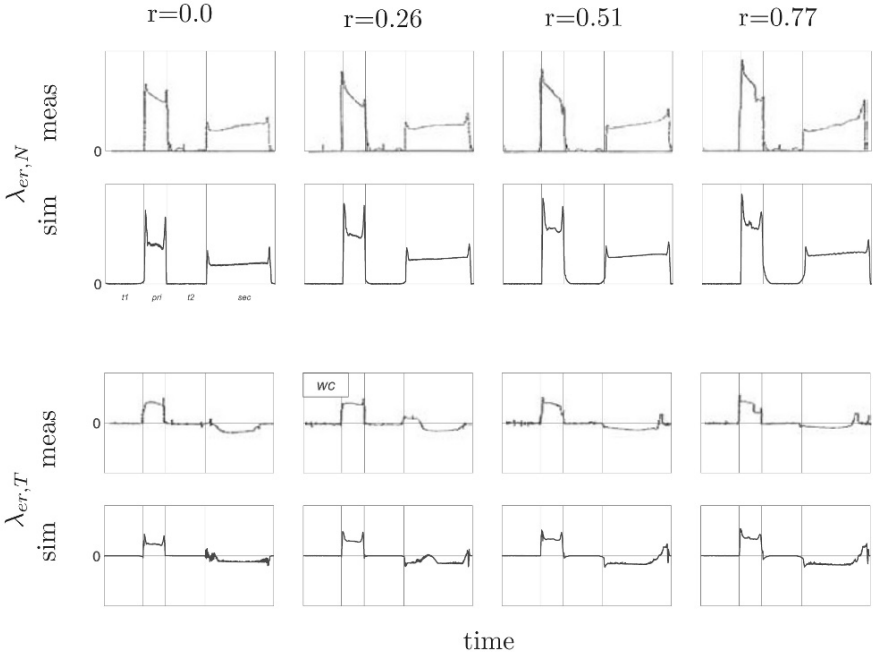 r=0.0 r=0.26 r=0.51 r=0.77
λer,N
meas
0
sim
0
t1 pri t2 sec
λer,T
meas
wc
0
sim
0
time